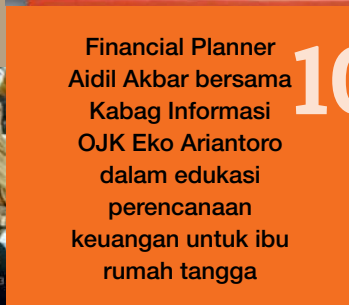 Financial Planner
Aidil Akbar bersama
Kabag Informasi
OJK Eko Ariantoro
dalam edukasi
perencanaan
keuangan untuk ibu
rumah tangga